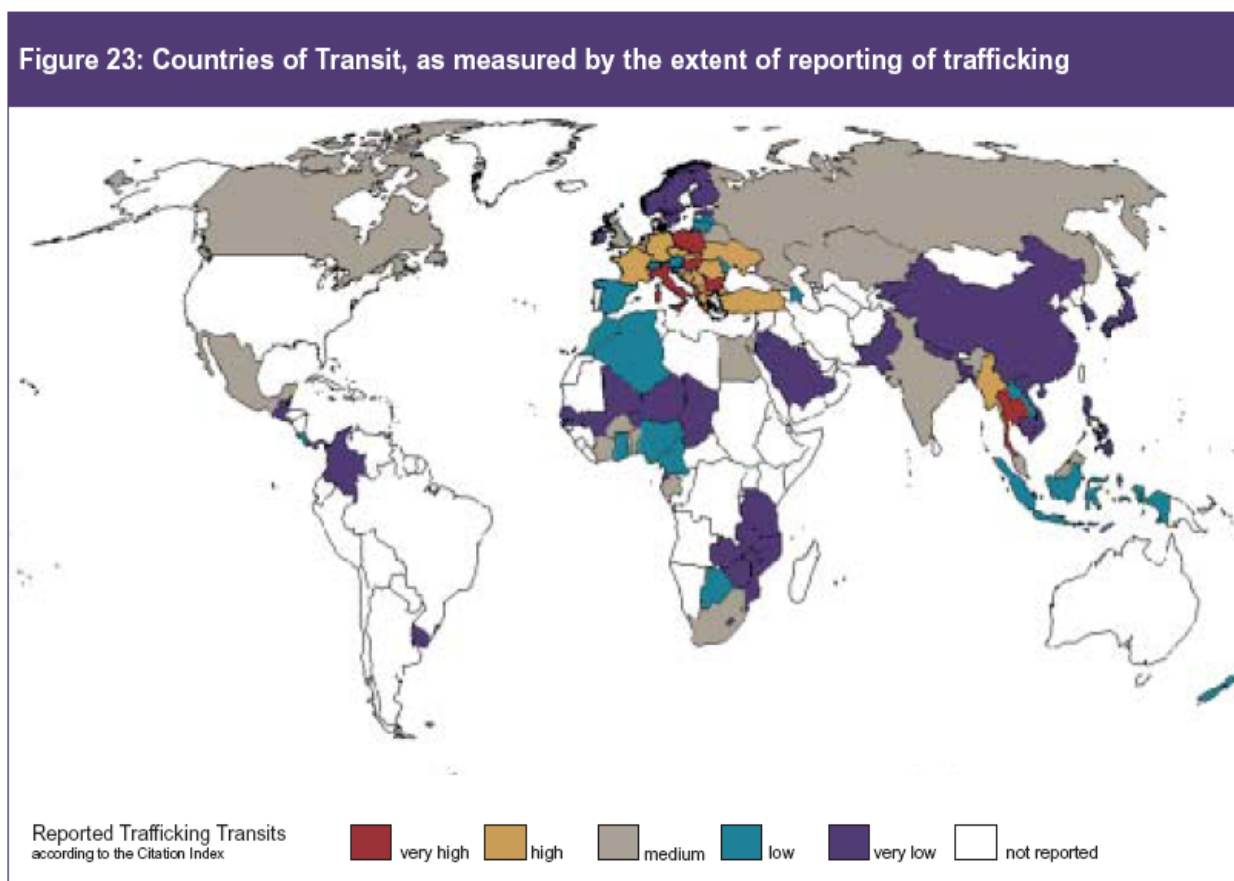 Figure 23: Countries of Transit, as measured by the extent of reporting of trafficking
Reported Trafficking Transits
according to the Citation Index
very high
high
medium
low
very low
not reported